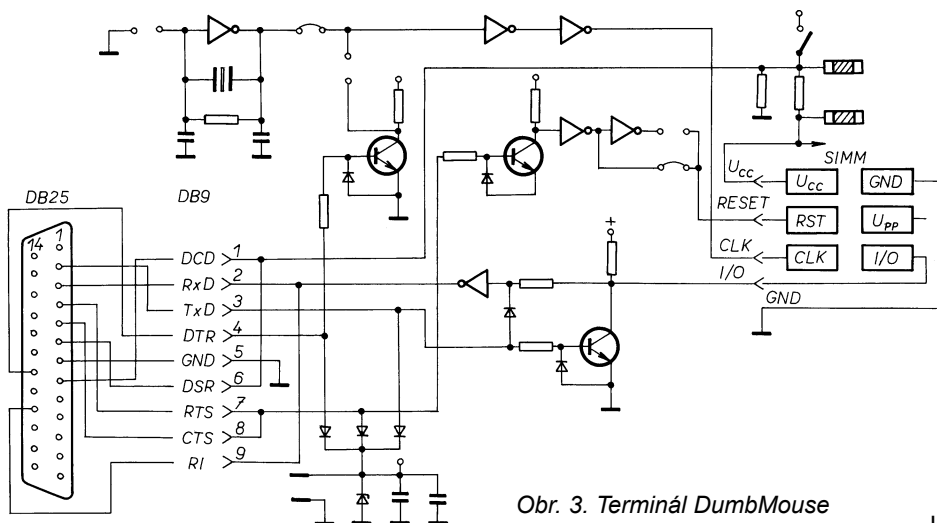 SIMM
U_CC
U_CC
GND
RESET
RST
U_PP
CLK
CLK
I/O
I/O
GND
+
DB25
DB9
14
1
DCD 1
RxD 2
TxD 3
DTR 4
GND 5
DSR 6
RTS 7
CTS 8
RI 9
Obr. 3. Terminál DumbMouse